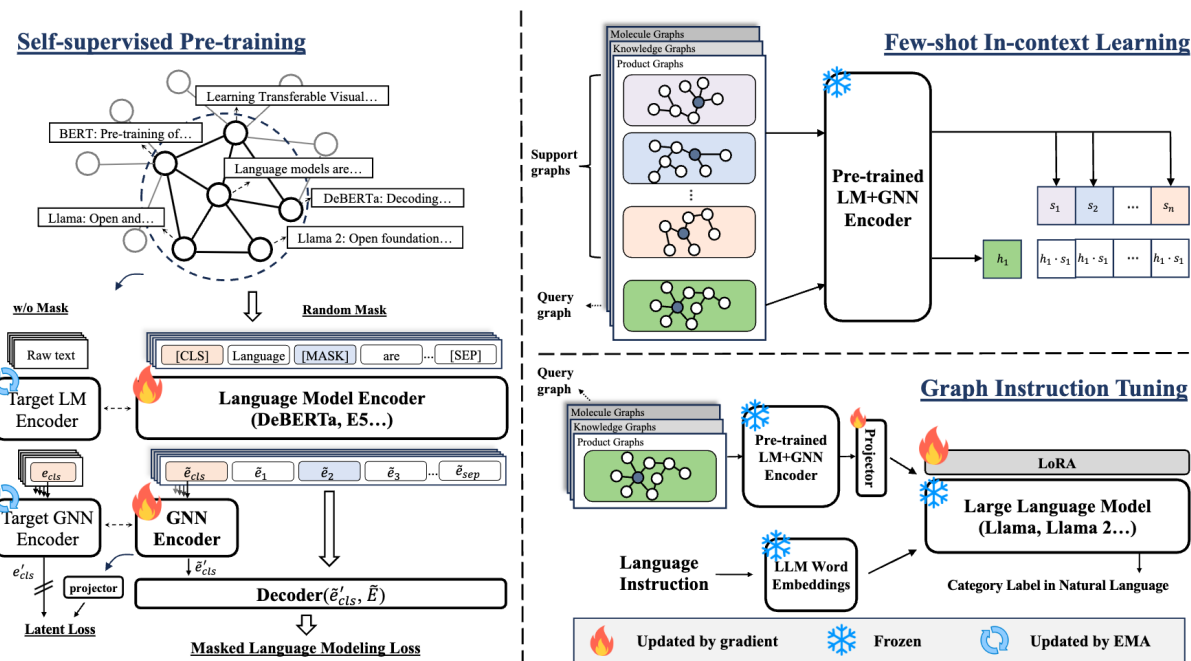 Self-supervised Pre-training
Learning Transferable Visual…
BERT: Pre-training of…
Language models are…
DeBERTa: Decoding…
Llama: Open and…
Llama 2: Open foundation…
w/o Mask
Random Mask
Raw text
[CLS] Language [MASK] are … [SEP]
Target LM
Encoder
Language Model Encoder
(DeBERTa, E5…)
e_cls
ẽ_cls ẽ_1 ẽ_2 ẽ_3 … ẽ_sep
Target GNN
Encoder
GNN
Encoder
e′_cls
ẽ′_cls
projector
Decoder(ẽ′_cls, Ẽ)
Latent Loss
Masked Language Modeling Loss
Few-shot In-context Learning
Molecule Graphs
Knowledge Graphs
Product Graphs
Support
graphs
…
Query
graph
Pre-trained
LM+GNN
Encoder
s_1 s_2 … s_n
h_1
h_1 · s_1 h_1 · s_1 … h_1 · s_1
Graph Instruction Tuning
Query
graph
Molecule Graphs
Knowledge Graphs
Product Graphs
Pre-trained
LM+GNN
Encoder
Projector
LoRA
Large Language Model
(Llama, Llama 2…)
Language
Instruction
LLM Word
Embeddings
Category Label in Natural Language
Updated by gradient Frozen Updated by EMA